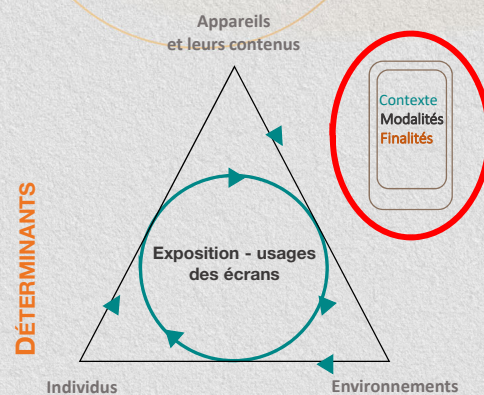 Appareils
et leurs contenus
Contexte
Modalités
Finalités
DÉTERMINANTS
Exposition - usages
des écrans
Individus
Environnements